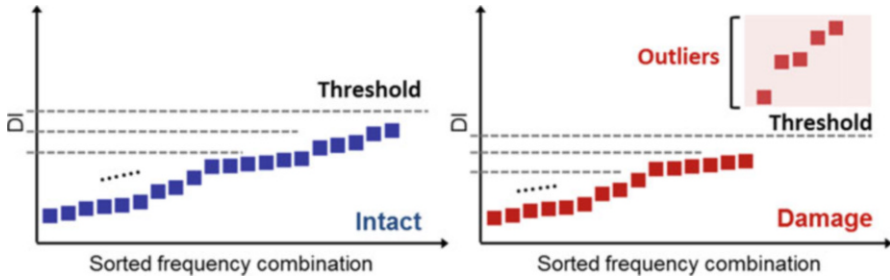 DI
Threshold
Intact
Sorted frequency combination
DI
Outliers
Threshold
Damage
Sorted frequency combination